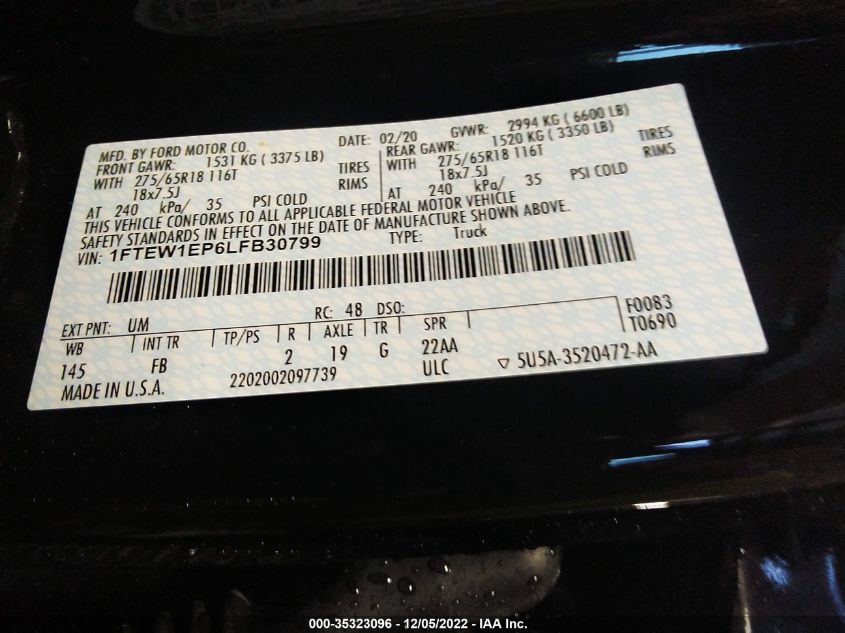 MFD. BY FORD MOTOR CO. DATE: 02/20 GVWR: 2994 KG ( 6600 LB)
FRONT GAWR: 1531 KG ( 3375 LB) REAR GAWR: 1520 KG ( 3350 LB)
WITH 275/65R18 116T TIRES WITH 275/65R18 116T TIRES
18x7.5J RIMS 18x7.5J RIMS
AT 240 kPa/ 35 PSI COLD AT 240 kPa/ 35 PSI COLD
THIS VEHICLE CONFORMS TO ALL APPLICABLE FEDERAL MOTOR VEHICLE
SAFETY STANDARDS IN EFFECT ON THE DATE OF MANUFACTURE SHOWN ABOVE.
VIN: 1FTEW1EP6LFB30799 TYPE: Truck
EXT PNT: UM RC: 48 DSO: F0083
WB INT TR TP/PS R AXLE TR SPR T0690
145 FB 2 19 G 22AA
ULC ▽ 5U5A-3520472-AA
MADE IN U.S.A. 2202002097739
000-35323096 - 12/05/2022 - IAA Inc.